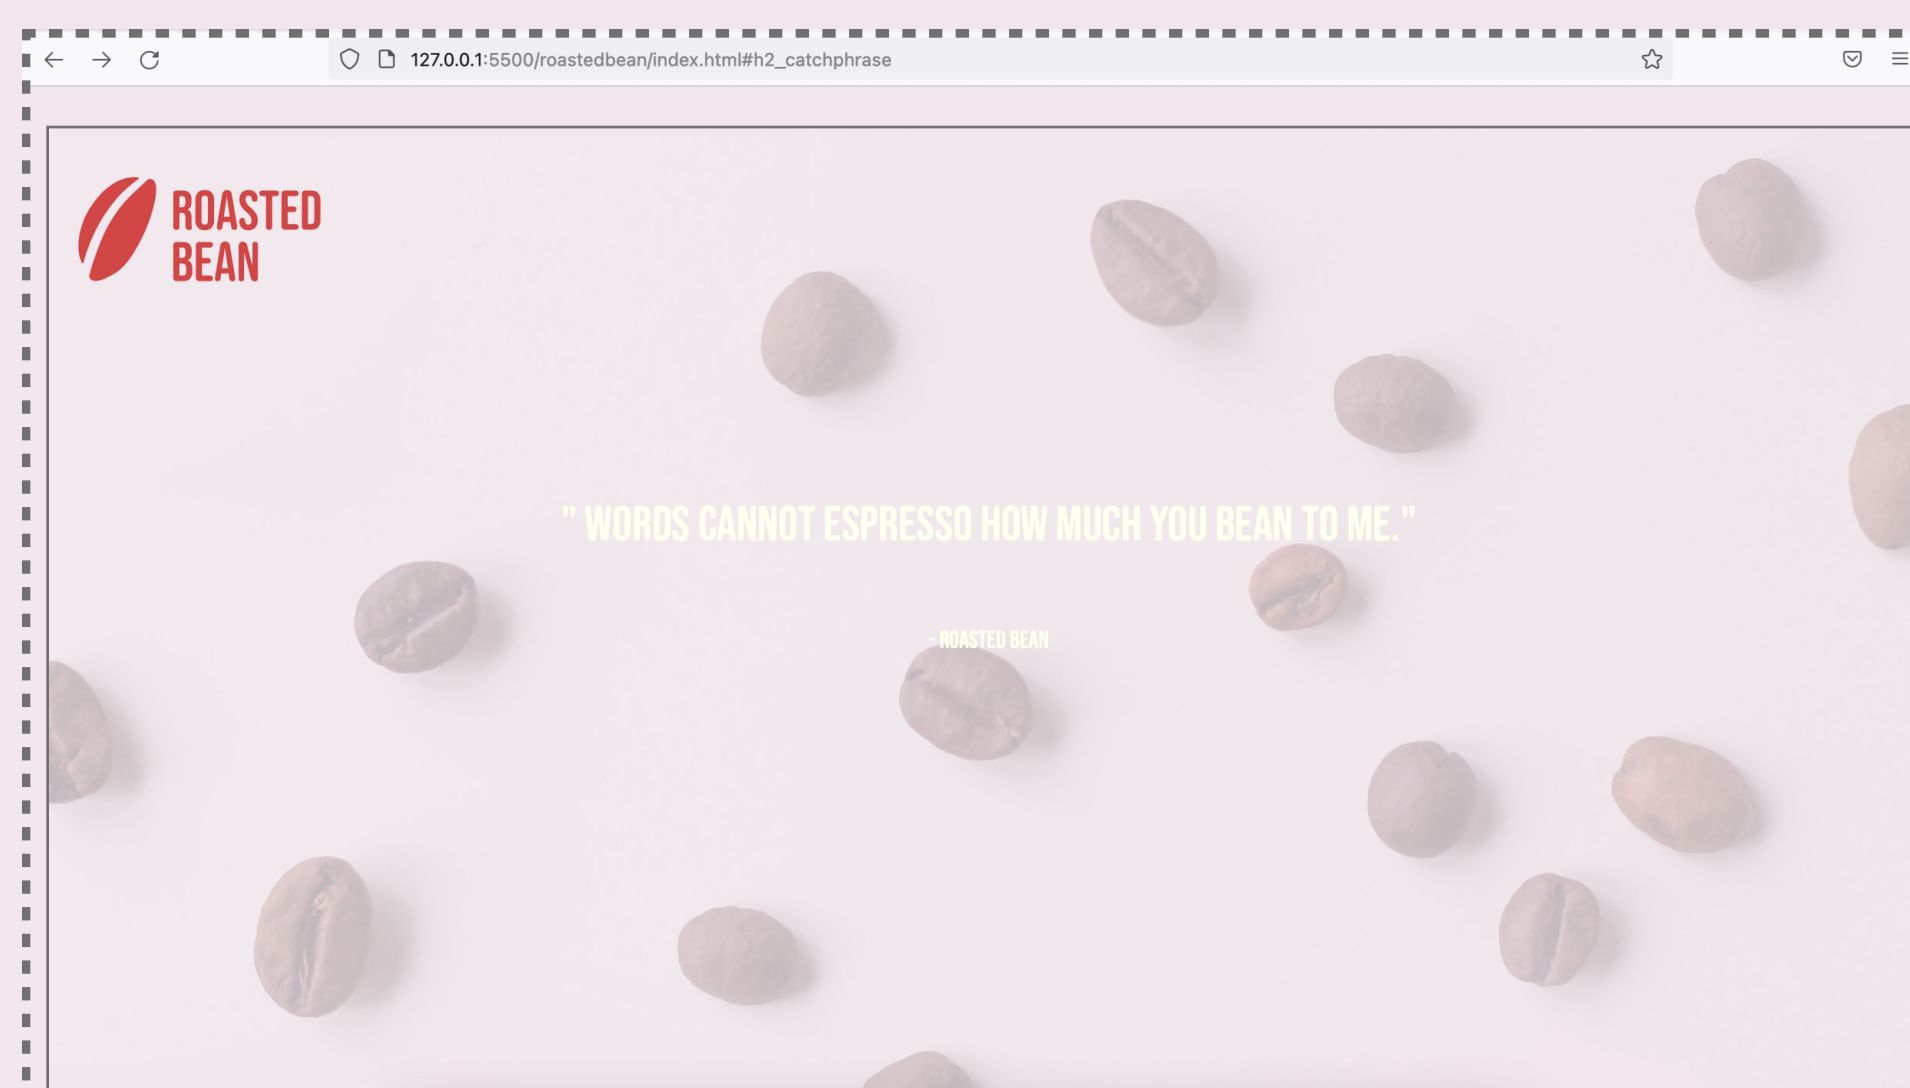 127.0.0.1:5500/roastedbean/index.html#h2_catchphrase
ROASTED
BEAN
" WORDS CANNOT ESPRESSO HOW MUCH YOU BEAN TO ME."
- ROASTED BEAN